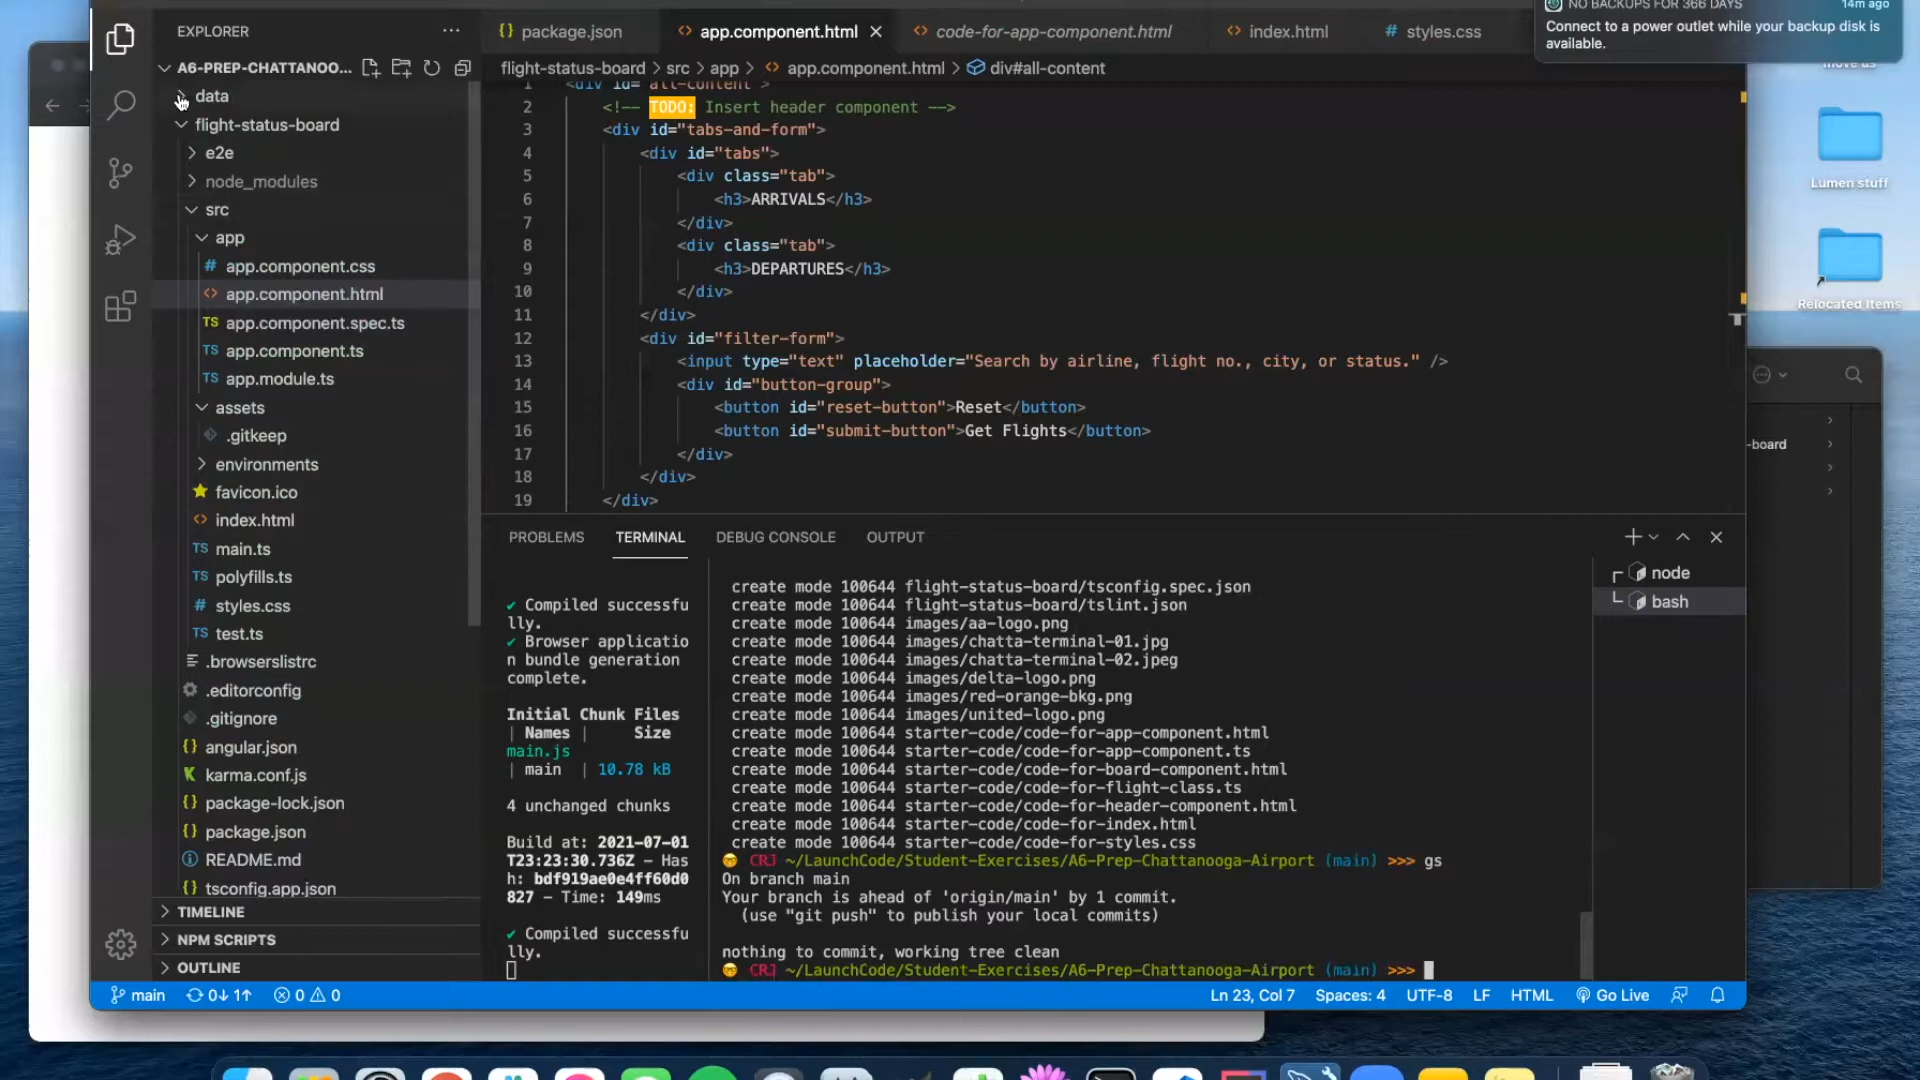 EXPLORER
A6-PREP-CHATTANOO...
data
flight-status-board
e2e
node_modules
src
app
# app.component.css
<> app.component.html
TS app.component.spec.ts
TS app.component.ts
TS app.module.ts
assets
.gitkeep
environments
favicon.ico
<> index.html
TS main.ts
TS polyfills.ts
# styles.css
TS test.ts
.browserslistrc
.editorconfig
.gitignore
{} angular.json
K karma.conf.js
{} package-lock.json
{} package.json
README.md
{} tsconfig.app.json
TIMELINE
NPM SCRIPTS
OUTLINE
{} package.json
<> app.component.html
<> code-for-app-component.html
<> index.html
# styles.css
flight-status-board > src > app > <> app.component.html > div#all-content
1 <div id="all-content">
2 <!-- TODO: Insert header component -->
3 <div id="tabs-and-form">
4 <div id="tabs">
5 <div class="tab">
6 <h3>ARRIVALS</h3>
7 </div>
8 <div class="tab">
9 <h3>DEPARTURES</h3>
10 </div>
11 </div>
12 <div id="filter-form">
13 <input type="text" placeholder="Search by airline, flight no., city, or status." />
14 <div id="button-group">
15 <button id="reset-button">Reset</button>
16 <button id="submit-button">Get Flights</button>
17 </div>
18 </div>
19 </div>
PROBLEMS TERMINAL DEBUG CONSOLE OUTPUT
✔ Compiled successfu
lly.
✔ Browser applicatio
n bundle generation
complete.
Initial Chunk Files
| Names | Size
main.js
| main | 10.78 kB
4 unchanged chunks
Build at: 2021-07-01
T23:23:30.736Z - Has
h: bdf919ae0e4ff60d0
827 - Time: 149ms
✔ Compiled successfu
lly.
create mode 100644 flight-status-board/tsconfig.spec.json
create mode 100644 flight-status-board/tslint.json
create mode 100644 images/aa-logo.png
create mode 100644 images/chatta-terminal-01.jpg
create mode 100644 images/chatta-terminal-02.jpeg
create mode 100644 images/delta-logo.png
create mode 100644 images/red-orange-bkg.png
create mode 100644 images/united-logo.png
create mode 100644 starter-code/code-for-app-component.html
create mode 100644 starter-code/code-for-app-component.ts
create mode 100644 starter-code/code-for-board-component.html
create mode 100644 starter-code/code-for-flight-class.ts
create mode 100644 starter-code/code-for-header-component.html
create mode 100644 starter-code/code-for-index.html
create mode 100644 starter-code/code-for-styles.css
CRJ ~/LaunchCode/Student-Exercises/A6-Prep-Chattanooga-Airport (main) >>> gs
On branch main
Your branch is ahead of 'origin/main' by 1 commit.
(use "git push" to publish your local commits)
nothing to commit, working tree clean
CRJ ~/LaunchCode/Student-Exercises/A6-Prep-Chattanooga-Airport (main) >>>
node
bash
main 0↓ 1↑ 0 0
Ln 23, Col 7 Spaces: 4 UTF-8 LF HTML Go Live
NO BACKUPS FOR 366 DAYS 14m ago
Connect to a power outlet while your backup disk is
available.
Lumen stuff
Relocated Items
-board